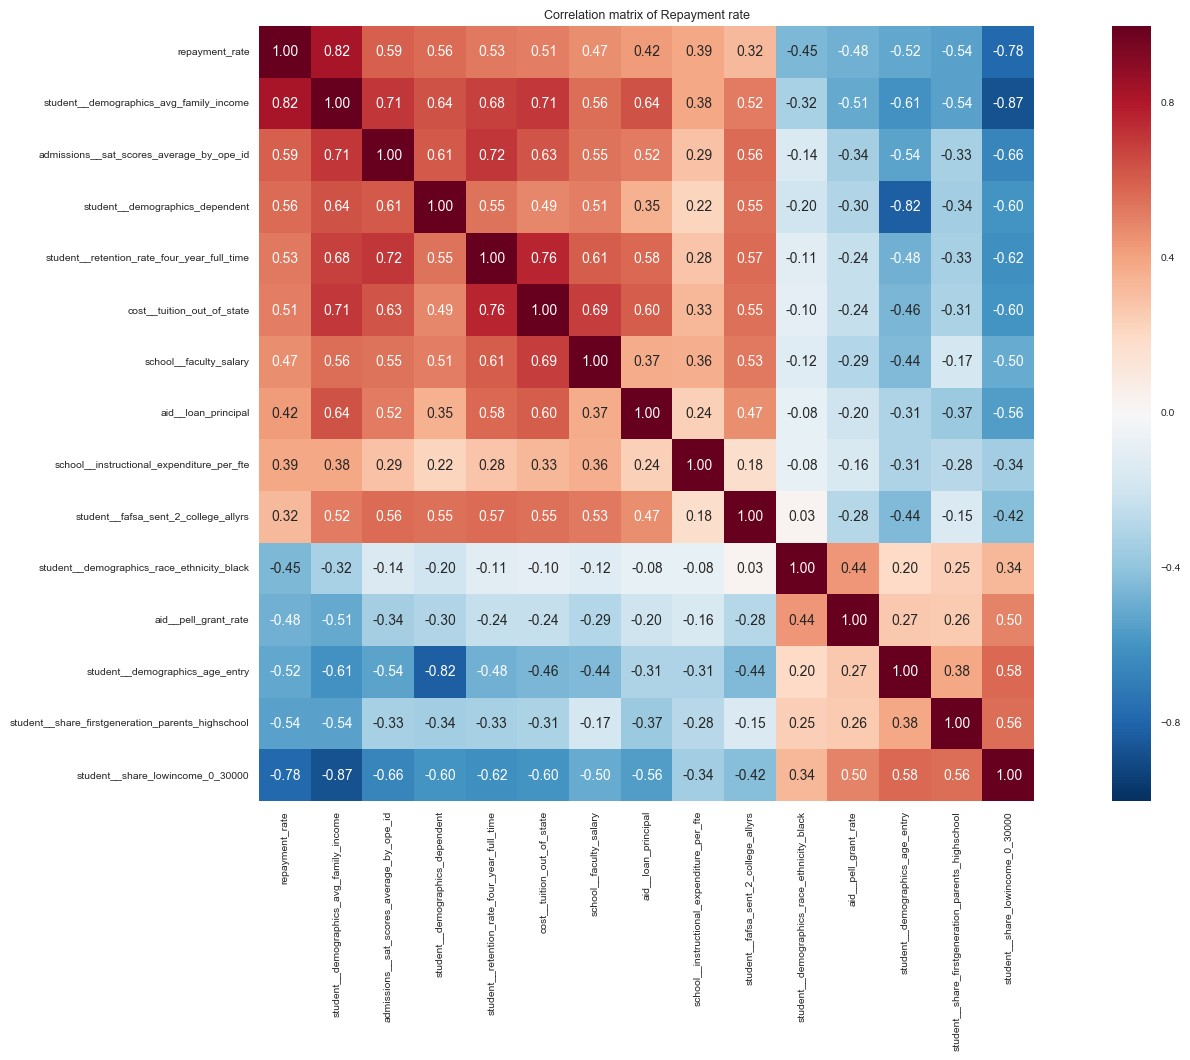 Correlation matrix of Repayment rate
repayment_rate 1.00 0.82 0.59 0.56 0.53 0.51 0.47 0.42 0.39 0.32 -0.45 -0.48 -0.52 -0.54 -0.78
student__demographics_avg_family_income 0.82 1.00 0.71 0.64 0.68 0.71 0.56 0.64 0.38 0.52 -0.32 -0.51 -0.61 -0.54 -0.87
admissions__sat_scores_average_by_ope_id 0.59 0.71 1.00 0.61 0.72 0.63 0.55 0.52 0.29 0.56 -0.14 -0.34 -0.54 -0.33 -0.66
student__demographics_dependent 0.56 0.64 0.61 1.00 0.55 0.49 0.51 0.35 0.22 0.55 -0.20 -0.30 -0.82 -0.34 -0.60
student__retention_rate_four_year_full_time 0.53 0.68 0.72 0.55 1.00 0.76 0.61 0.58 0.28 0.57 -0.11 -0.24 -0.48 -0.33 -0.62
cost__tuition_out_of_state 0.51 0.71 0.63 0.49 0.76 1.00 0.69 0.60 0.33 0.55 -0.10 -0.24 -0.46 -0.31 -0.60
school__faculty_salary 0.47 0.56 0.55 0.51 0.61 0.69 1.00 0.37 0.36 0.53 -0.12 -0.29 -0.44 -0.17 -0.50
aid__loan_principal 0.42 0.64 0.52 0.35 0.58 0.60 0.37 1.00 0.24 0.47 -0.08 -0.20 -0.31 -0.37 -0.56
school__instructional_expenditure_per_fte 0.39 0.38 0.29 0.22 0.28 0.33 0.36 0.24 1.00 0.18 -0.08 -0.16 -0.31 -0.28 -0.34
student__fafsa_sent_2_college_allyrs 0.32 0.52 0.56 0.55 0.57 0.55 0.53 0.47 0.18 1.00 0.03 -0.28 -0.44 -0.15 -0.42
student__demographics_race_ethnicity_black -0.45 -0.32 -0.14 -0.20 -0.11 -0.10 -0.12 -0.08 -0.08 0.03 1.00 0.44 0.20 0.25 0.34
aid__pell_grant_rate -0.48 -0.51 -0.34 -0.30 -0.24 -0.24 -0.29 -0.20 -0.16 -0.28 0.44 1.00 0.27 0.26 0.50
student__demographics_age_entry -0.52 -0.61 -0.54 -0.82 -0.48 -0.46 -0.44 -0.31 -0.31 -0.44 0.20 0.27 1.00 0.38 0.58
student__share_firstgeneration_parents_highschool -0.54 -0.54 -0.33 -0.34 -0.33 -0.31 -0.17 -0.37 -0.28 -0.15 0.25 0.26 0.38 1.00 0.56
student__share_lowincome_0_30000 -0.78 -0.87 -0.66 -0.60 -0.62 -0.60 -0.50 -0.56 -0.34 -0.42 0.34 0.50 0.58 0.56 1.00
repayment_rate
student__demographics_avg_family_income
admissions__sat_scores_average_by_ope_id
student__demographics_dependent
student__retention_rate_four_year_full_time
cost__tuition_out_of_state
school__faculty_salary
aid__loan_principal
school__instructional_expenditure_per_fte
student__fafsa_sent_2_college_allyrs
student__demographics_race_ethnicity_black
aid__pell_grant_rate
student__demographics_age_entry
student__share_firstgeneration_parents_highschool
student__share_lowincome_0_30000
0.8
0.4
0.0
−0.4
−0.8